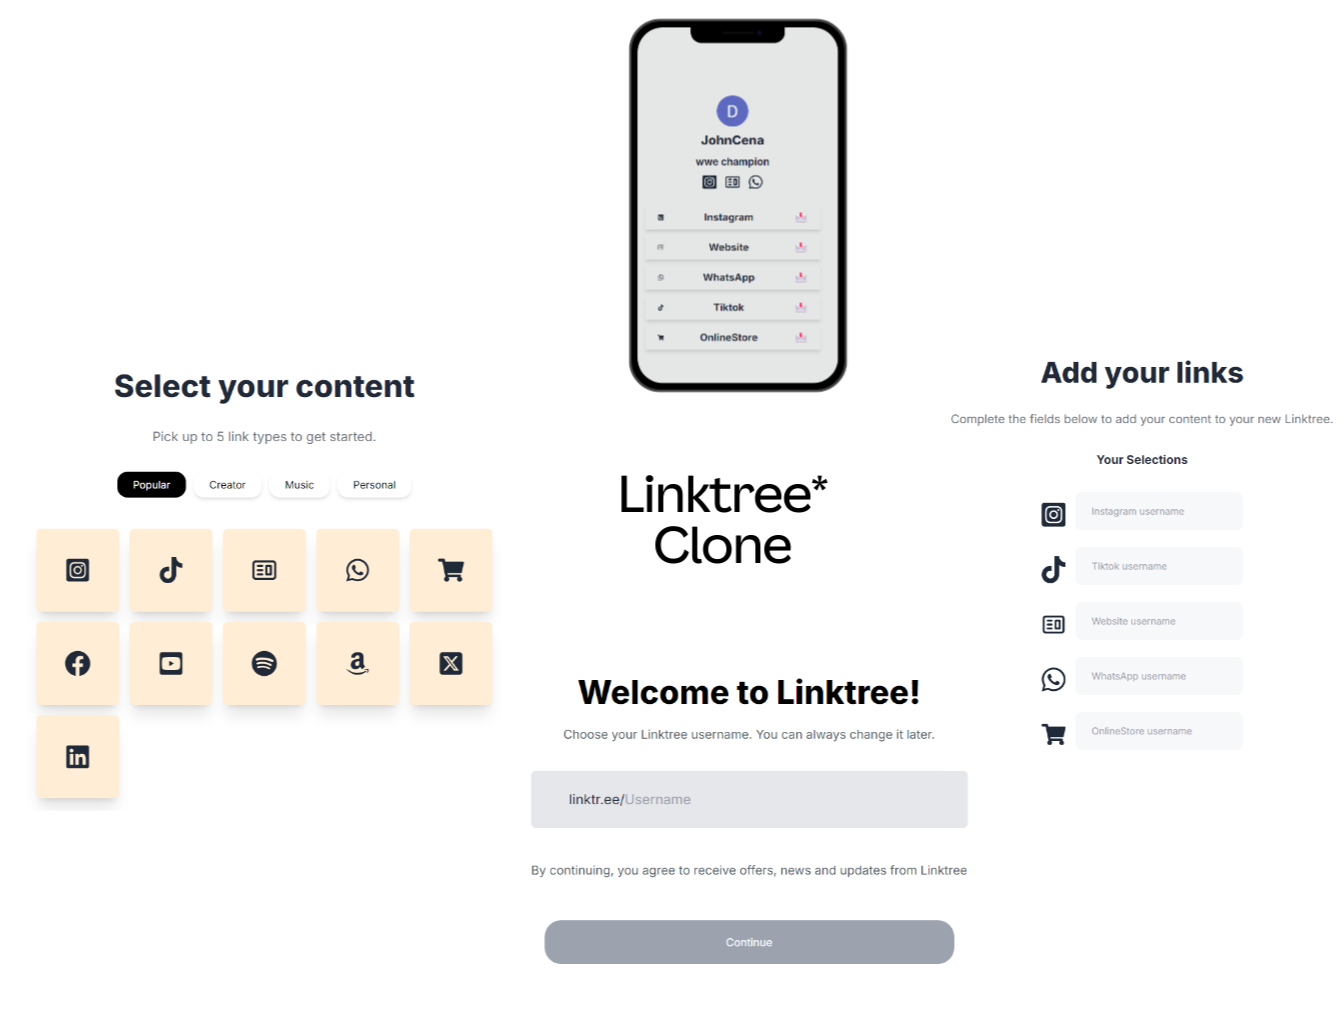 D
JohnCena
wwe champion
Instagram
Website
WhatsApp
Tiktok
OnlineStore
Select your content
Pick up to 5 link types to get started.
Popular Creator Music Personal
Linktree*
Clone
Welcome to Linktree!
Choose your Linktree username. You can always change it later.
linktr.ee/Username
By continuing, you agree to receive offers, news and updates from Linktree
Continue
Add your links
Complete the fields below to add your content to your new Linktree.
Your Selections
Instagram username
Tiktok username
Website username
WhatsApp username
OnlineStore username